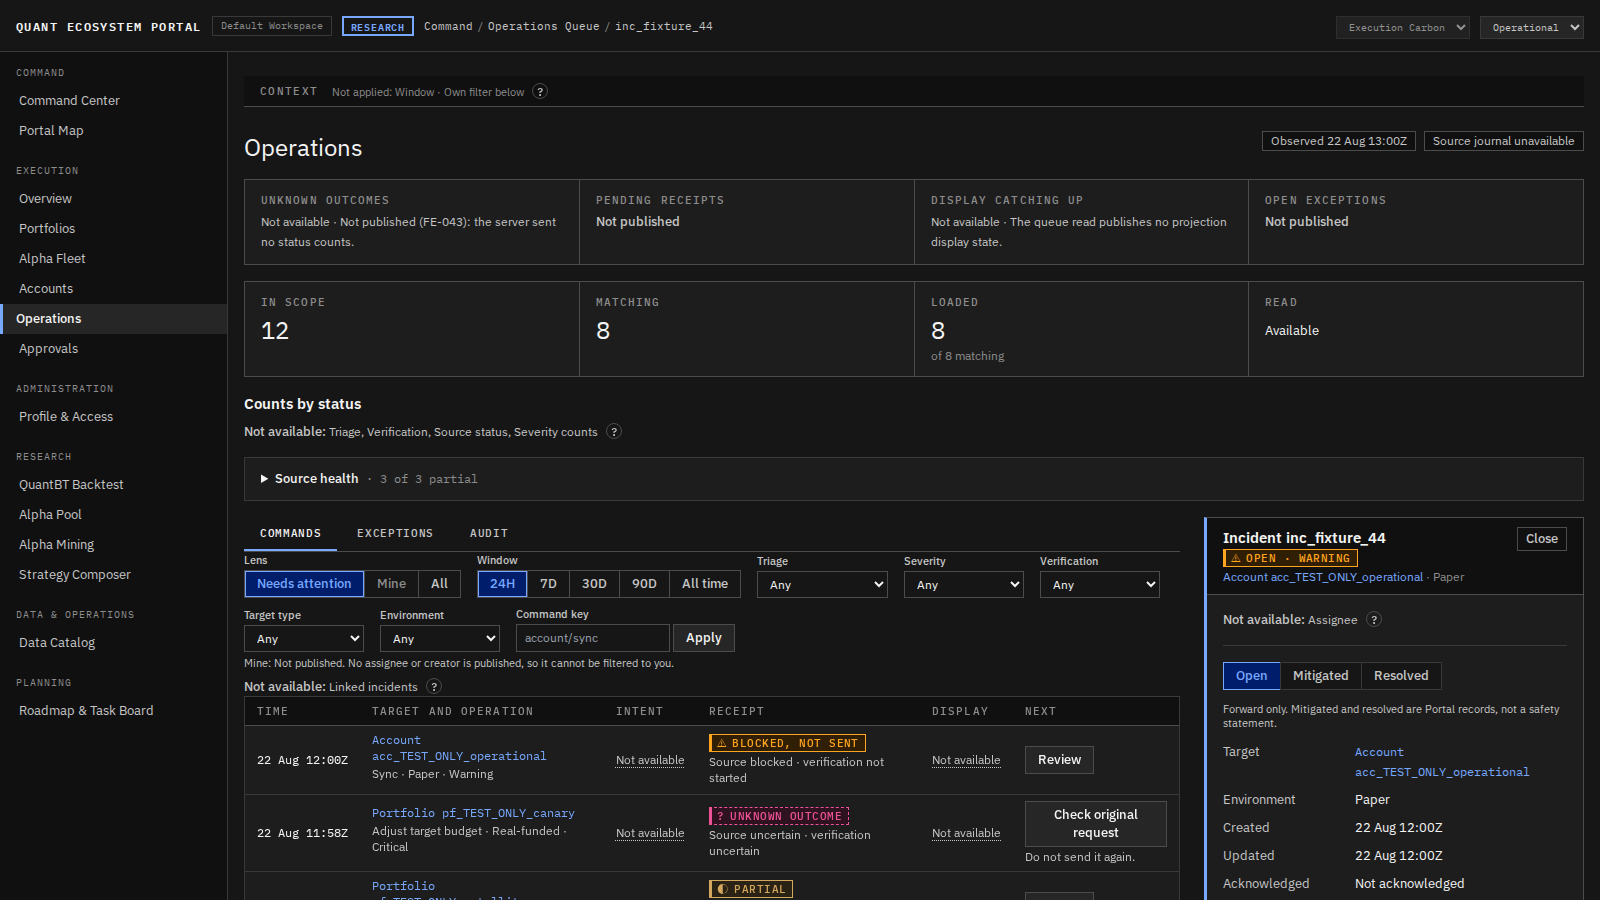 QUANT ECOSYSTEM PORTAL
Default Workspace
RESEARCH
Command / Operations Queue / inc_fixture_44
Execution Carbon
Operational
COMMAND
Command Center
Portal Map
EXECUTION
Overview
Portfolios
Alpha Fleet
Accounts
Operations
Approvals
ADMINISTRATION
Profile & Access
RESEARCH
QuantBT Backtest
Alpha Pool
Alpha Mining
Strategy Composer
DATA & OPERATIONS
Data Catalog
PLANNING
Roadmap & Task Board
CONTEXT Not applied: Window · Own filter below ?
Operations
Observed 22 Aug 13:00Z
Source journal unavailable
UNKNOWN OUTCOMES
Not available · Not published (FE-043): the server sent
no status counts.
PENDING RECEIPTS
Not published
DISPLAY CATCHING UP
Not available · The queue read publishes no projection
display state.
OPEN EXCEPTIONS
Not published
IN SCOPE
12
MATCHING
8
LOADED
8
of 8 matching
READ
Available
Counts by status
Not available: Triage, Verification, Source status, Severity counts ?
Source health · 3 of 3 partial
COMMANDS
EXCEPTIONS
AUDIT
Lens
Needs attention
Mine
All
Window
24H
7D
30D
90D
All time
Triage
Any
Severity
Any
Verification
Any
Target type
Any
Environment
Any
Command key
account/sync
Apply
Mine: Not published. No assignee or creator is published, so it cannot be filtered to you.
Not available: Linked incidents ?
TIME
TARGET AND OPERATION
INTENT
RECEIPT
DISPLAY
NEXT
22 Aug 12:00Z
Account
acc_TEST_ONLY_operational
Sync · Paper · Warning
Not available
⚠ BLOCKED, NOT SENT
Source blocked · verification not
started
Not available
Review
22 Aug 11:58Z
Portfolio pf_TEST_ONLY_canary
Adjust target budget · Real-funded ·
Critical
Not available
? UNKNOWN OUTCOME
Source uncertain · verification
uncertain
Not available
Check original
request
Do not send it again.
Portfolio
PARTIAL
Incident inc_fixture_44
Close
⚠ OPEN · WARNING
Account acc_TEST_ONLY_operational · Paper
Not available: Assignee ?
Open
Mitigated
Resolved
Forward only. Mitigated and resolved are Portal records, not a safety
statement.
Target
Account
acc_TEST_ONLY_operational
Environment
Paper
Created
22 Aug 12:00Z
Updated
22 Aug 12:00Z
Acknowledged
Not acknowledged